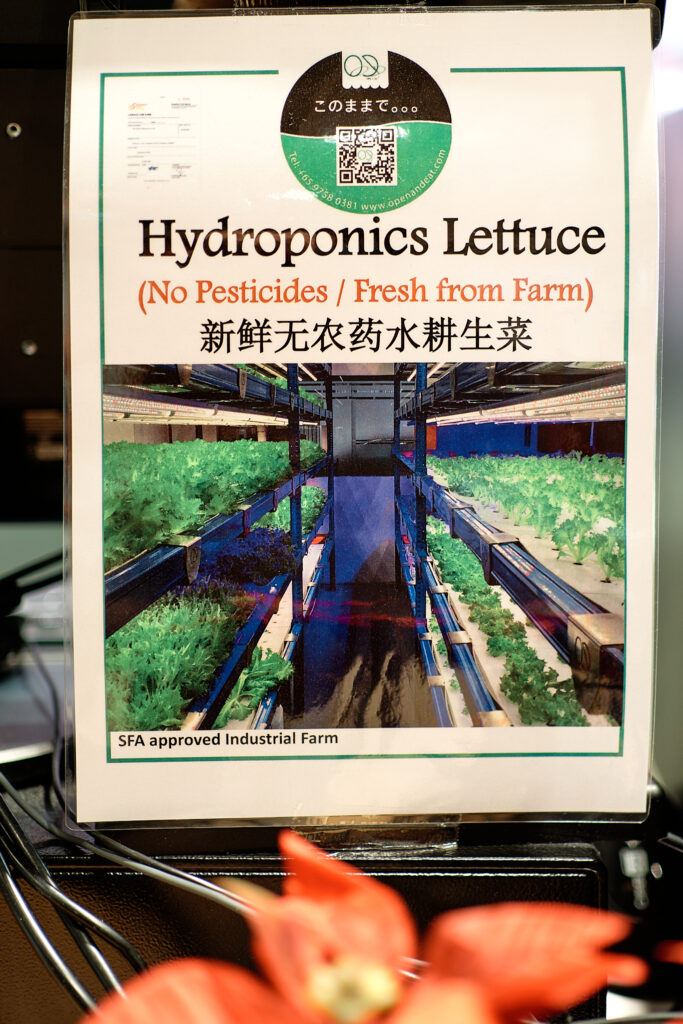 このままで。。。
Tel: +65 9758 0381 www.openandeat.com
Hydroponics Lettuce
(No Pesticides / Fresh from Farm)
新鲜无农药水耕生菜
SFA approved Industrial Farm